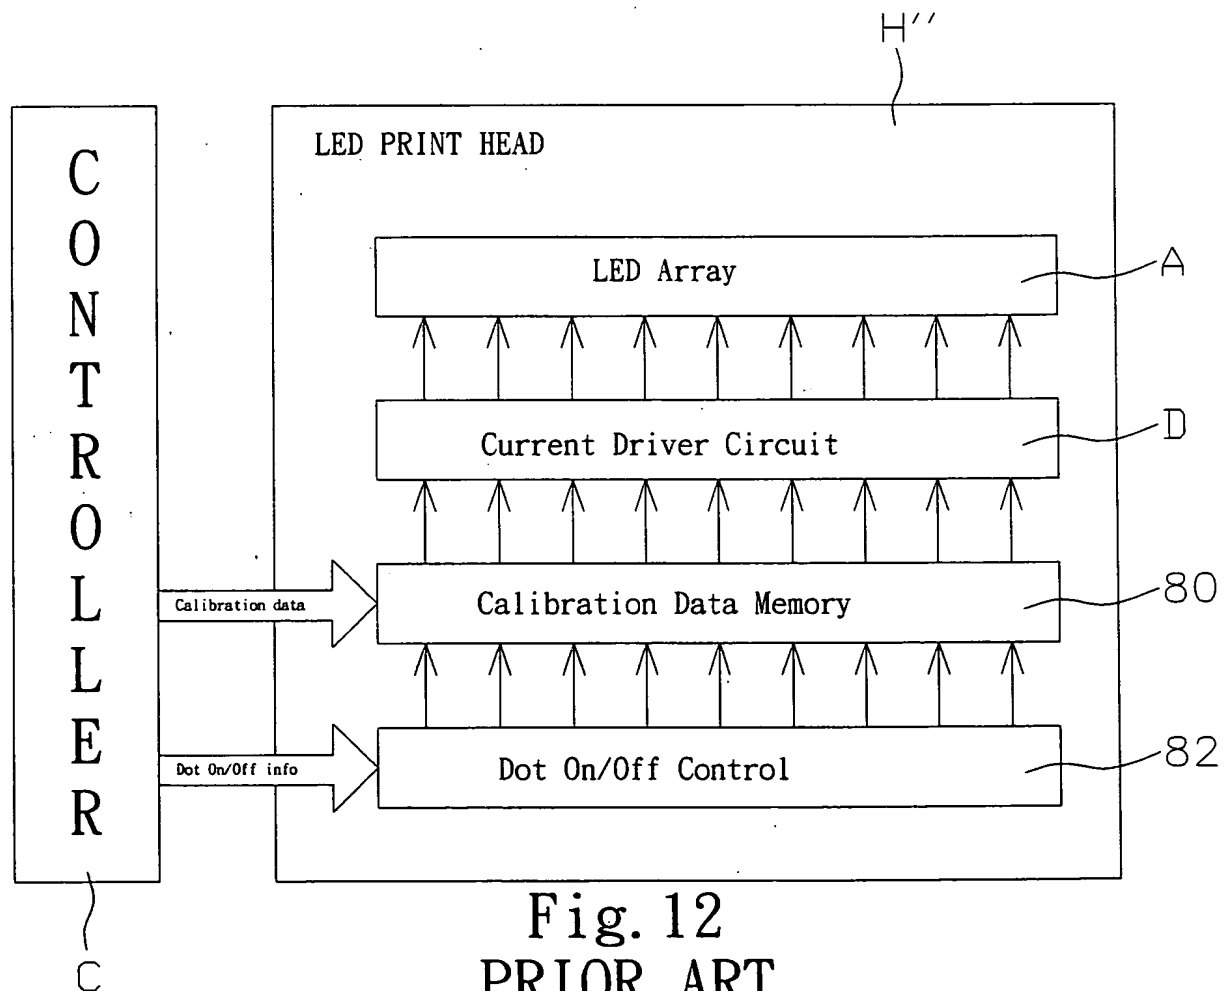 H''
CONTROLLER
LED PRINT HEAD
LED Array
A
Current Driver Circuit
D
Calibration data
Calibration Data Memory
80
Dot On/Off info
Dot On/Off Control
82
C
Fig. 12
PRIOR ART